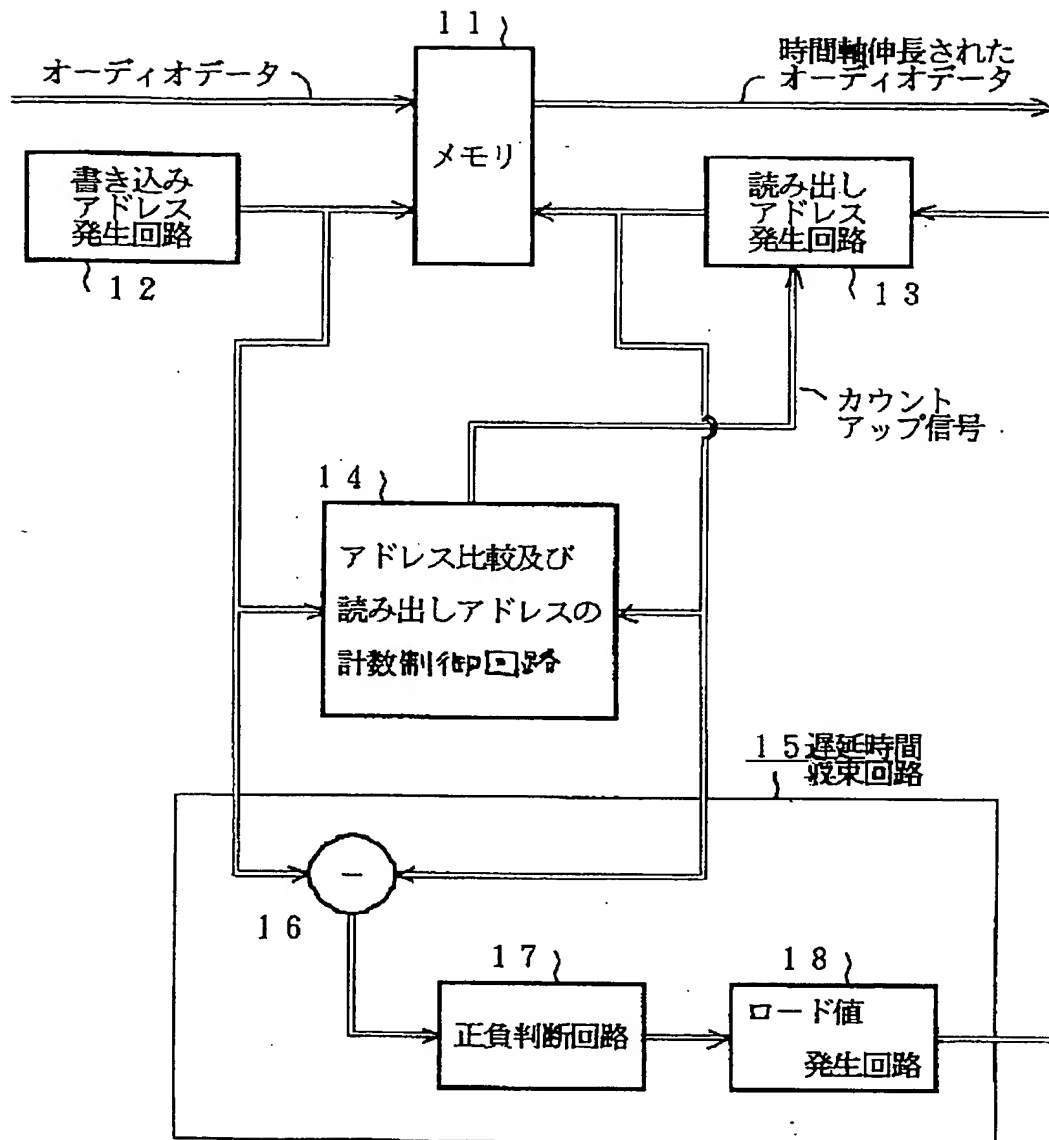 11
オーディオデータ
時間軸伸長された
オーディオデータ
メモリ
書き込み
アドレス
発生回路
12
読み出し
アドレス
発生回路
13
カウント
アップ信号
14
アドレス比較及び
読み出しアドレスの
計数制御回路
15遅延時間
収束回路
−
16
17
正負判断回路
18
ロード値
発生回路